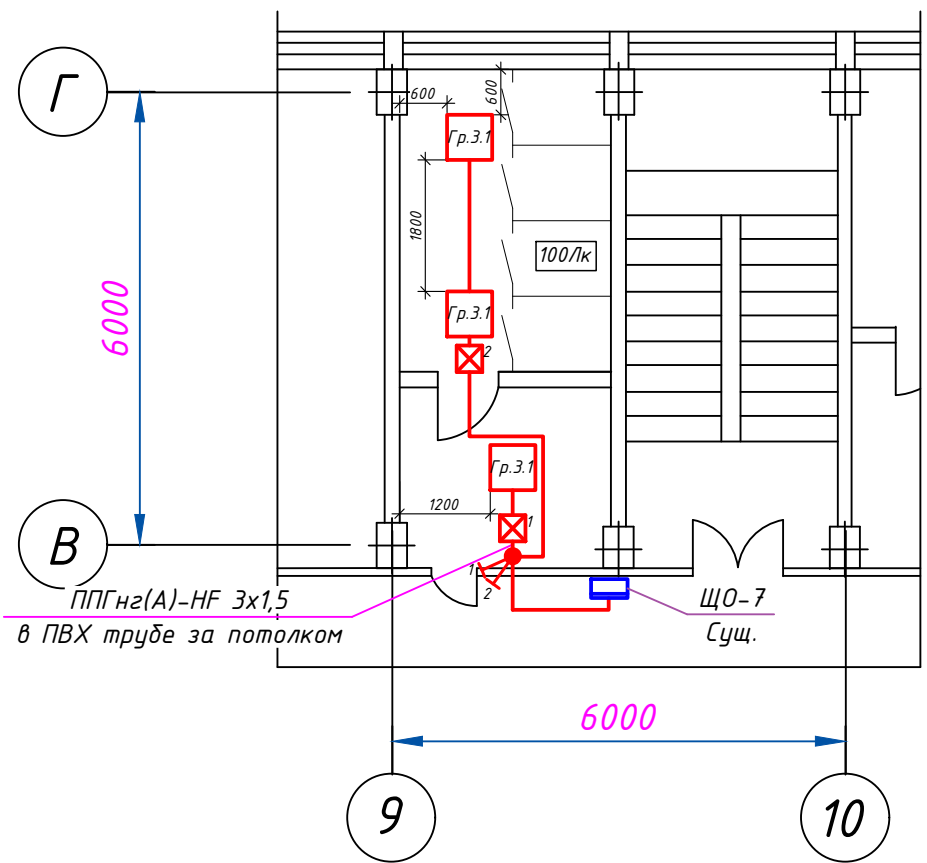 Г
600
600
Гр.3.1
1800
100Лк
6000
Гр.3.1
2
Гр.3.1
1200
1
В
1
2
ППГнг(А)-HF 3х1,5
в ПВХ трубе за потолком
ЩО-7
Сущ.
6000
9
10